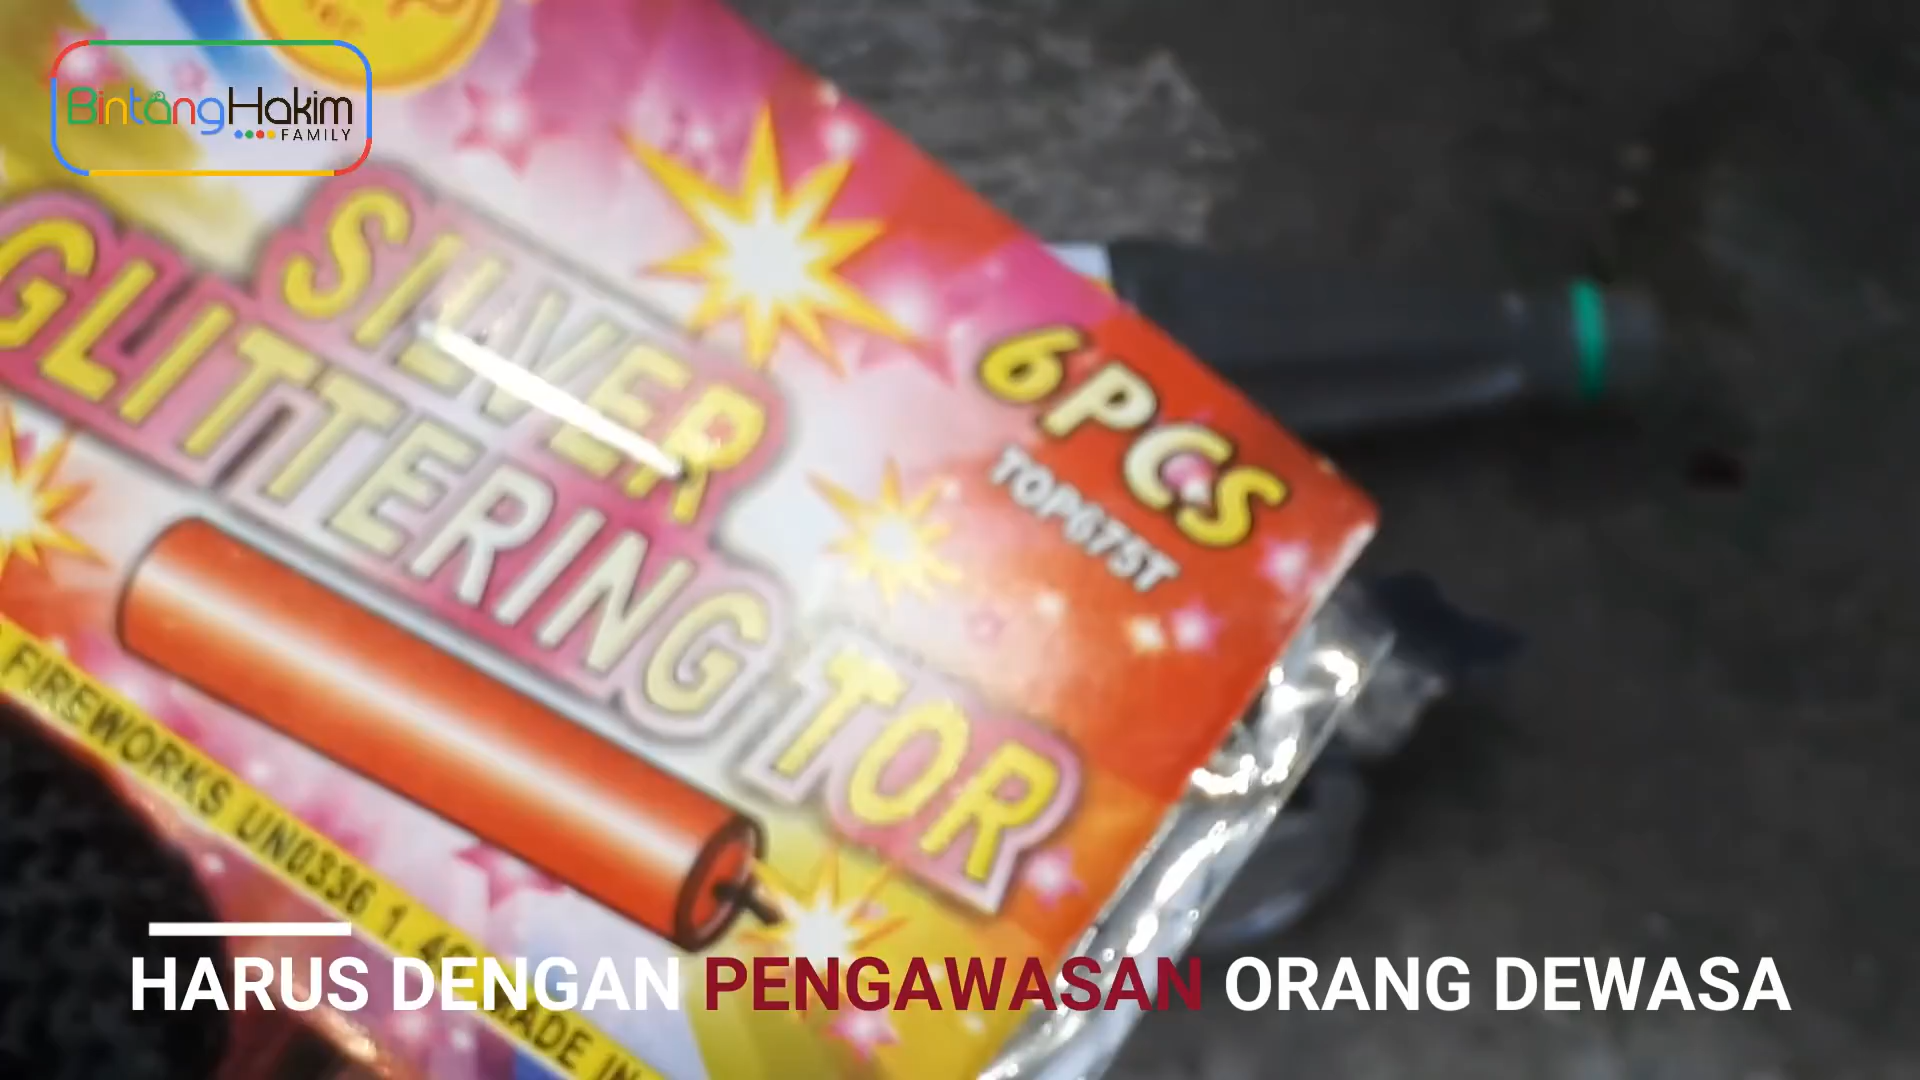 BintangHakim
FAMILY
SILVER
GLITTERING TOR
6PCS
TOP675T
FIREWORKS UN0336 1.4G MADE IN
HARUS DENGAN PENGAWASAN ORANG DEWASA